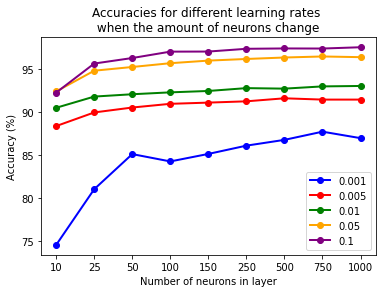 Accuracies for different learning rates
when the amount of neurons change
Accuracy (%)
95
90
85
80
75
10 25 50 100 150 250 500 750 1000
Number of neurons in layer
0.001
0.005
0.01
0.05
0.1